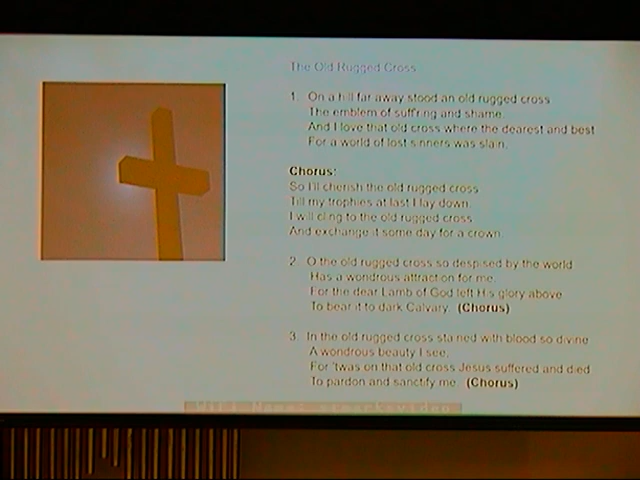 The Old Rugged Cross
1. On a hill far away stood an old rugged cross
The emblem of suff'ring and shame
And I love that old cross where the dearest and best
For a world of lost sinners was slain.
Chorus:
So I'll cherish the old rugged cross
Till my trophies at last I lay down.
I will cling to the old rugged cross
And exchange it some day for a crown.
2. O the old rugged cross so despised by the world
Has a wondrous attraction for me.
For the dear Lamb of God left His glory above
To bear it to dark Calvary. (Chorus)
3. In the old rugged cross stained with blood so divine
A wondrous beauty I see.
For 'twas on that old cross Jesus suffered and died
To pardon and sanctify me. (Chorus)